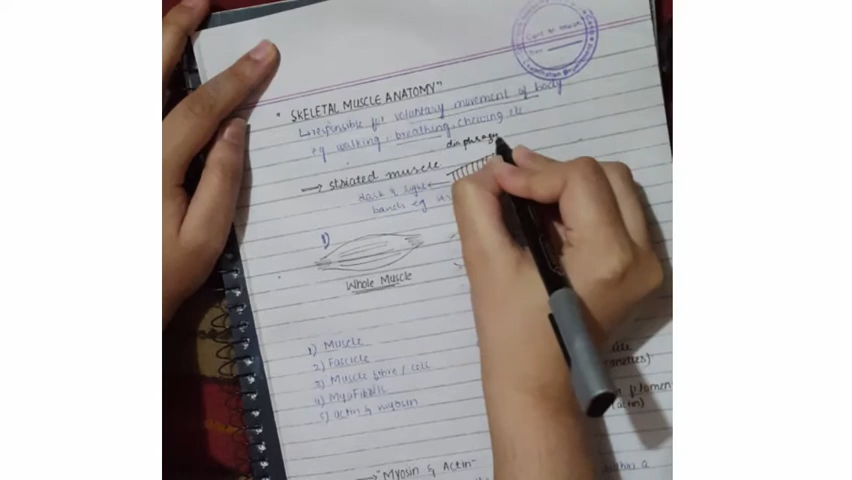 "SKELETAL MUSCLE ANATOMY"
↳ responsible for voluntary movement of body
eg walking, breathing, chewing etc
diaphragm
→ striated muscle
dark & light
bands eg
1)
Whole Muscle
1) Muscle
2) Fascicle
3) Muscle fibre / cell
4) Myofibrils
5) actin & myosin
(actin)
→ "Myosin & Actin"